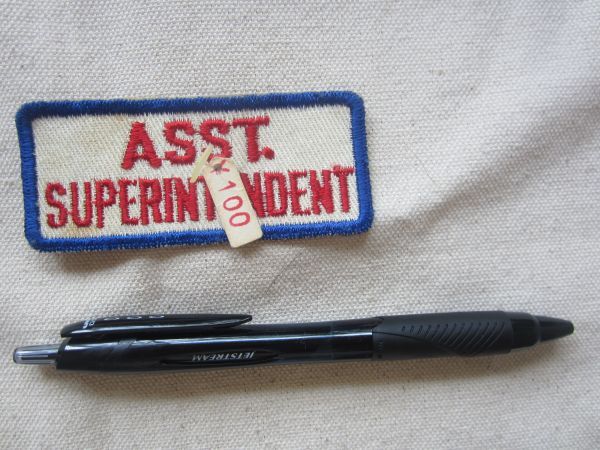 ASST.
SUPERINTENDENT
¥100
JETSTREAM